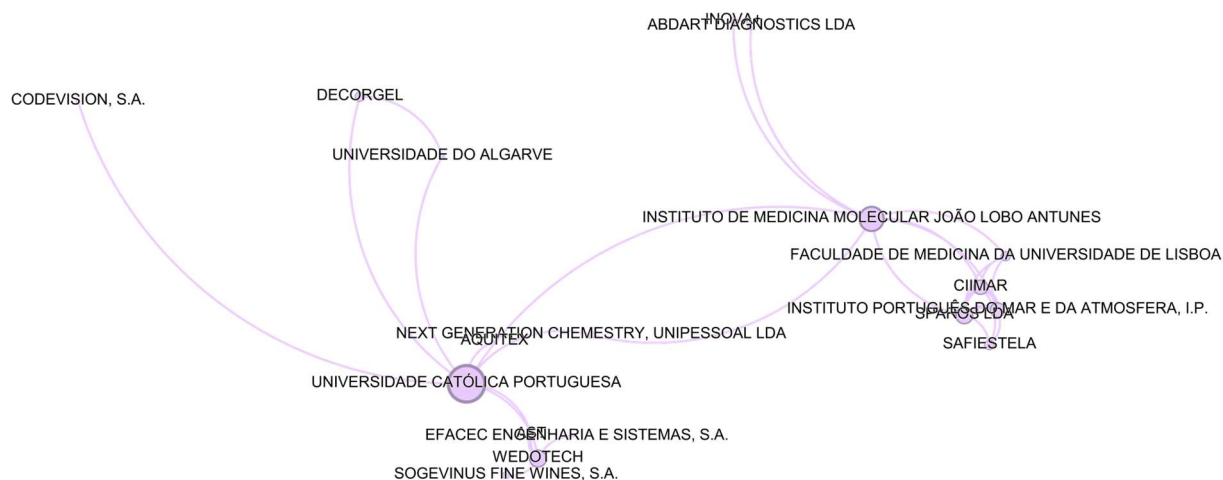 INOVA+
ABDART DIAGNOSTICS LDA
CODEVISION, S.A.
DECORGEL
UNIVERSIDADE DO ALGARVE
INSTITUTO DE MEDICINA MOLECULAR JOÃO LOBO ANTUNES
FACULDADE DE MEDICINA DA UNIVERSIDADE DE LISBOA
CIIMAR
INSTITUTO PORTUGUÊS DO MAR E DA ATMOSFERA, I.P.
SPAROS LDA
NEXT GENERATION CHEMESTRY, UNIPESSOAL LDA
AQUITEX
SAFIESTELA
UNIVERSIDADE CATÓLICA PORTUGUESA
AST
EFACEC ENGENHARIA E SISTEMAS, S.A.
WEDOTECH
SOGEVINUS FINE WINES, S.A.